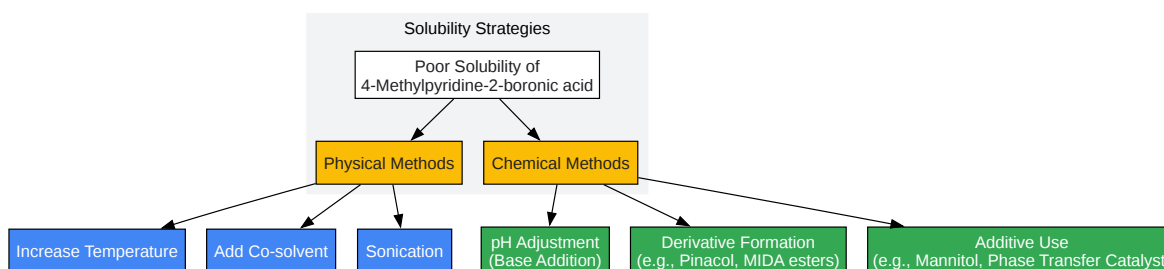 Solubility Strategies
Poor Solubility of
4-Methylpyridine-2-boronic acid
Physical Methods
Chemical Methods
Increase Temperature
Add Co-solvent
Sonication
pH Adjustment
(Base Addition)
Derivative Formation
(e.g., Pinacol, MIDA esters)
Additive Use
(e.g., Mannitol, Phase Transfer Catalyst